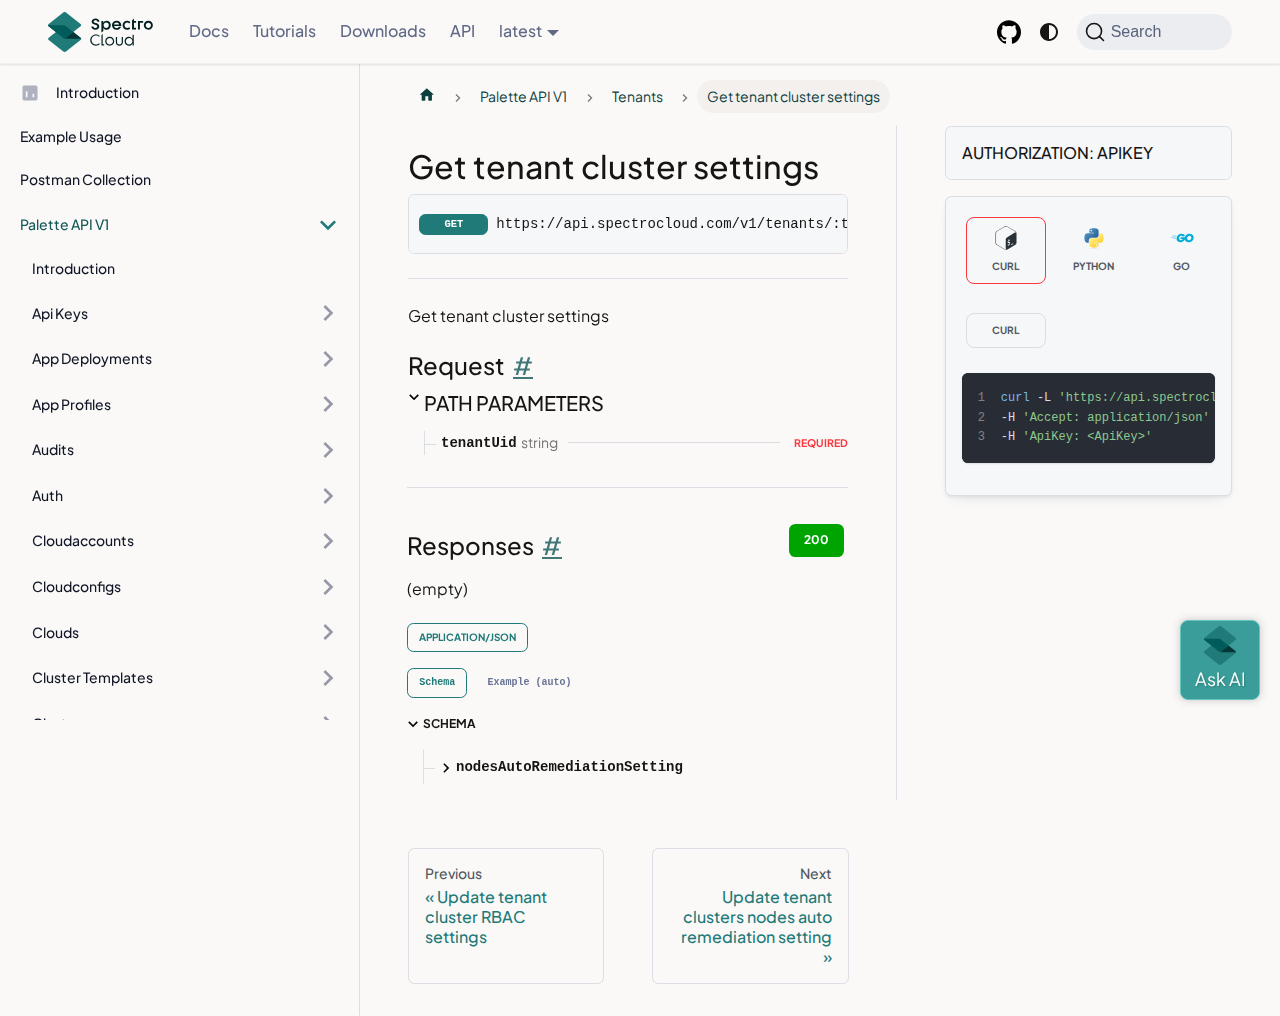 Spectro
Cloud
Docs
Tutorials
Downloads
API
latest
Search
Introduction
Example Usage
Postman Collection
Palette API V1
Introduction
Api Keys
App Deployments
App Profiles
Audits
Auth
Cloudaccounts
Cloudconfigs
Clouds
Cluster Templates
Palette API V1
Tenants
Get tenant cluster settings
Get tenant cluster settings
GET https://api.spectrocloud.com/v1/tenants/:t
Get tenant cluster settings
Request #
PATH PARAMETERS
tenantUid string REQUIRED
Responses #
200
(empty)
APPLICATION/JSON
Schema
Example (auto)
SCHEMA
nodesAutoRemediationSetting
Previous
« Update tenant
cluster RBAC
settings
Next
Update tenant
clusters nodes auto
remediation setting
»
AUTHORIZATION: APIKEY
CURL
PYTHON
GO
CURL
1 curl -L 'https://api.spectrocl
2 -H 'Accept: application/json'
3 -H 'ApiKey: <ApiKey>'
Ask AI